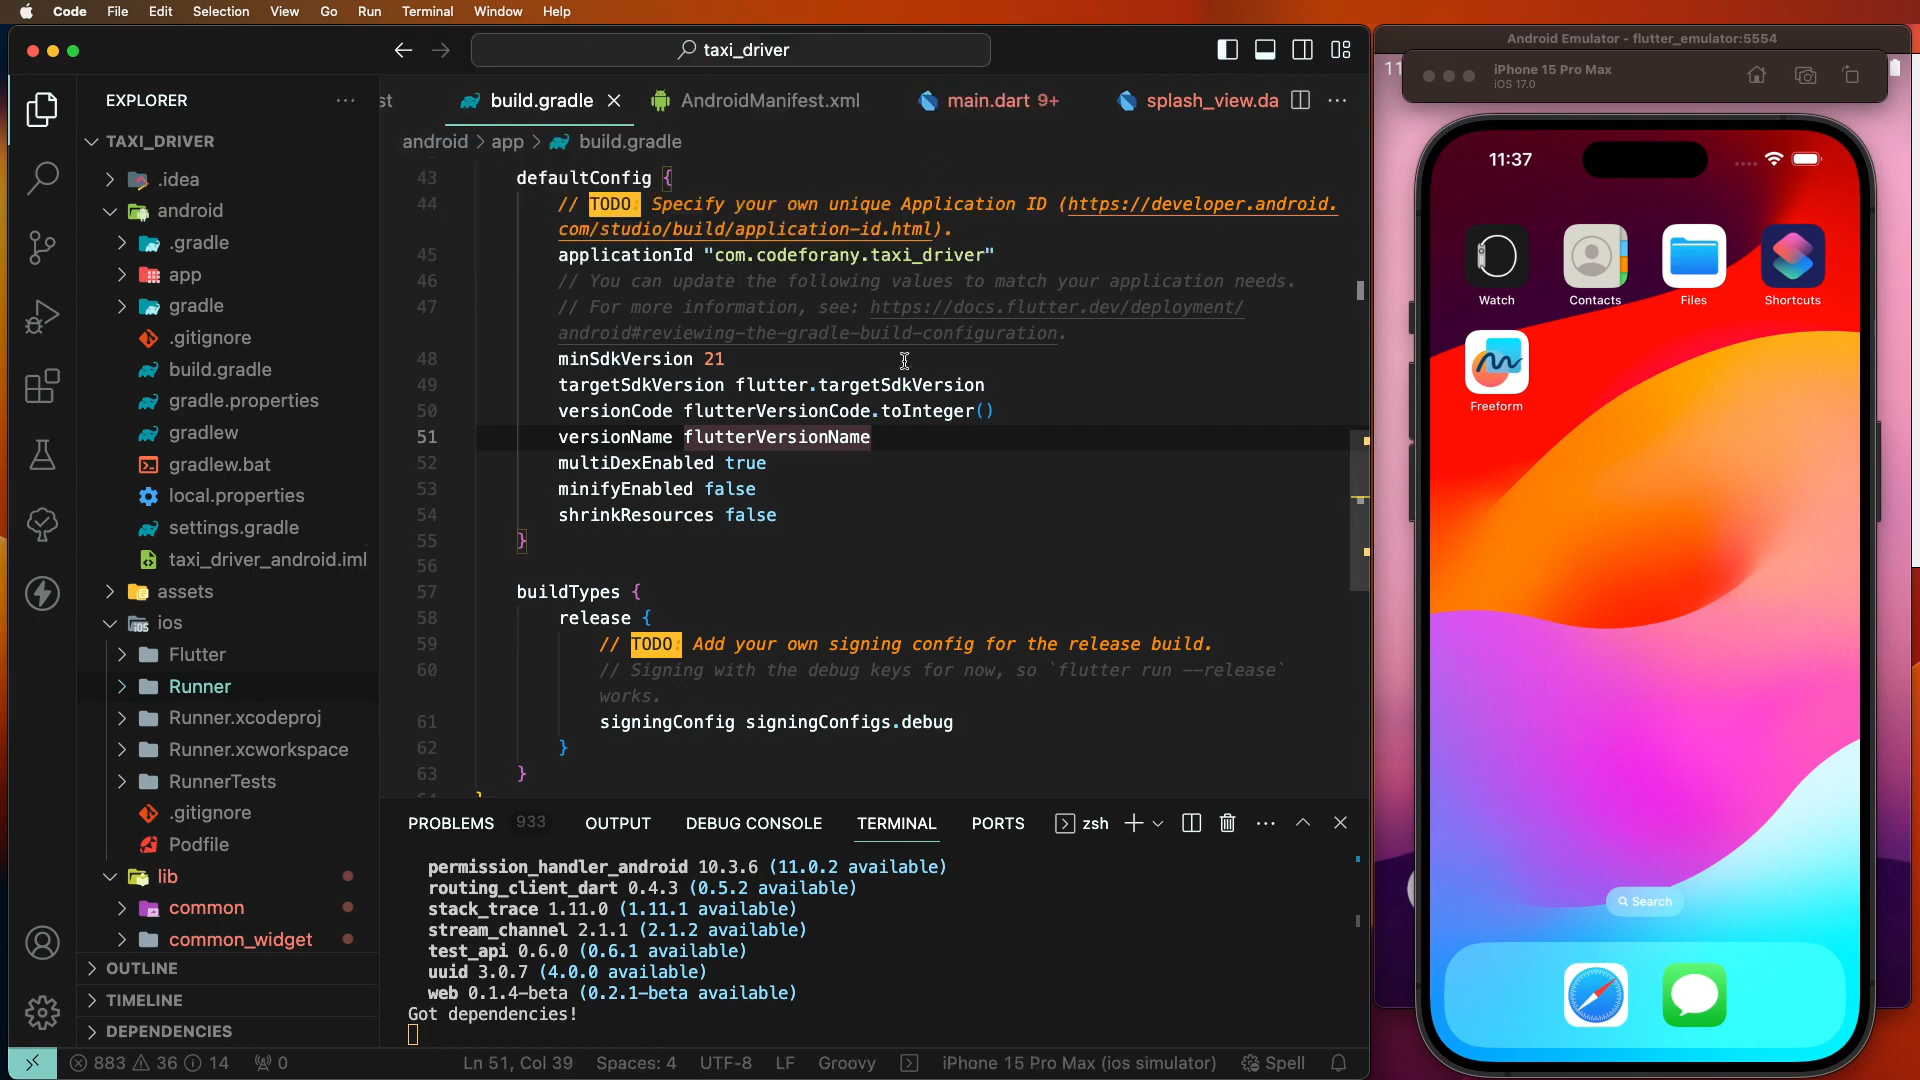 Code File Edit Selection View Go Run Terminal Window Help
taxi_driver
EXPLORER
TAXI_DRIVER
.idea
android
.gradle
app
gradle
.gitignore
build.gradle
gradle.properties
gradlew
gradlew.bat
local.properties
settings.gradle
taxi_driver_android.iml
assets
ios
Flutter
Runner
Runner.xcodeproj
Runner.xcworkspace
RunnerTests
.gitignore
Podfile
lib
common
common_widget
OUTLINE
TIMELINE
DEPENDENCIES
st build.gradle AndroidManifest.xml main.dart 9+ splash_view.da
android > app > build.gradle
43 defaultConfig {
44 // TODO: Specify your own unique Application ID (https://developer.android.
com/studio/build/application-id.html).
45 applicationId "com.codeforany.taxi_driver"
46 // You can update the following values to match your application needs.
47 // For more information, see: https://docs.flutter.dev/deployment/
android#reviewing-the-gradle-build-configuration.
48 minSdkVersion 21
49 targetSdkVersion flutter.targetSdkVersion
50 versionCode flutterVersionCode.toInteger()
51 versionName flutterVersionName
52 multiDexEnabled true
53 minifyEnabled false
54 shrinkResources false
55 }
56
57 buildTypes {
58 release {
59 // TODO: Add your own signing config for the release build.
60 // Signing with the debug keys for now, so `flutter run --release`
works.
61 signingConfig signingConfigs.debug
62 }
63 }
PROBLEMS 933 OUTPUT DEBUG CONSOLE TERMINAL PORTS zsh
permission_handler_android 10.3.6 (11.0.2 available)
routing_client_dart 0.4.3 (0.5.2 available)
stack_trace 1.11.0 (1.11.1 available)
stream_channel 2.1.1 (2.1.2 available)
test_api 0.6.0 (0.6.1 available)
uuid 3.0.7 (4.0.0 available)
web 0.1.4-beta (0.2.1-beta available)
Got dependencies!
883 36 14 0 Ln 51, Col 39 Spaces: 4 UTF-8 LF Groovy iPhone 15 Pro Max (ios simulator) Spell
Android Emulator - flutter_emulator:5554
iPhone 15 Pro Max
iOS 17.0
11:37
Watch Contacts Files Shortcuts
Freeform
Search